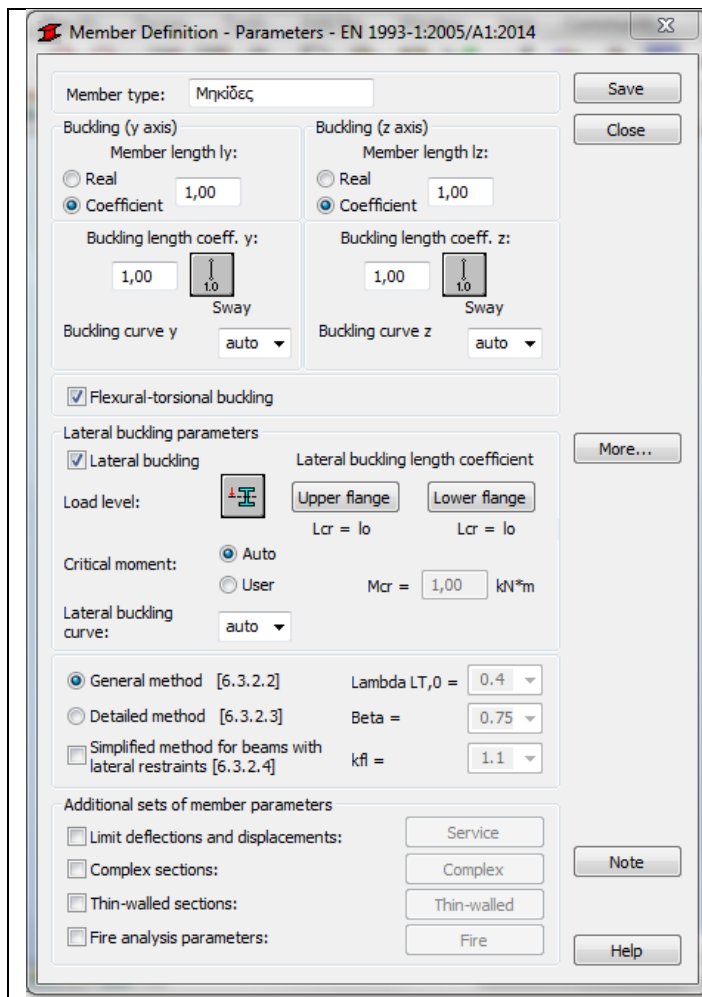 Member Definition - Parameters - EN 1993-1:2005/A1:2014
Member type: Μηκίδες
Save
Close
Buckling (y axis)
Member length ly:
Real
Coefficient
1,00
Buckling (z axis)
Member length lz:
Real
Coefficient
1,00
Buckling length coeff. y:
1,00
1.0
Sway
Buckling curve y
auto
Buckling length coeff. z:
1,00
1.0
Sway
Buckling curve z
auto
Flexural-torsional buckling
Lateral buckling parameters
Lateral buckling
Lateral buckling length coefficient
Load level:
Upper flange
Lower flange
Lcr = lo
Lcr = lo
Critical moment:
Auto
User
Mcr = 1,00 kN*m
Lateral buckling
curve:
auto
More...
General method [6.3.2.2]
Lambda LT,0 = 0.4
Detailed method [6.3.2.3]
Beta = 0.75
Simplified method for beams with
lateral restraints [6.3.2.4]
kfl = 1.1
Additional sets of member parameters
Limit deflections and displacements: Service
Complex sections: Complex
Thin-walled sections: Thin-walled
Fire analysis parameters: Fire
Note
Help